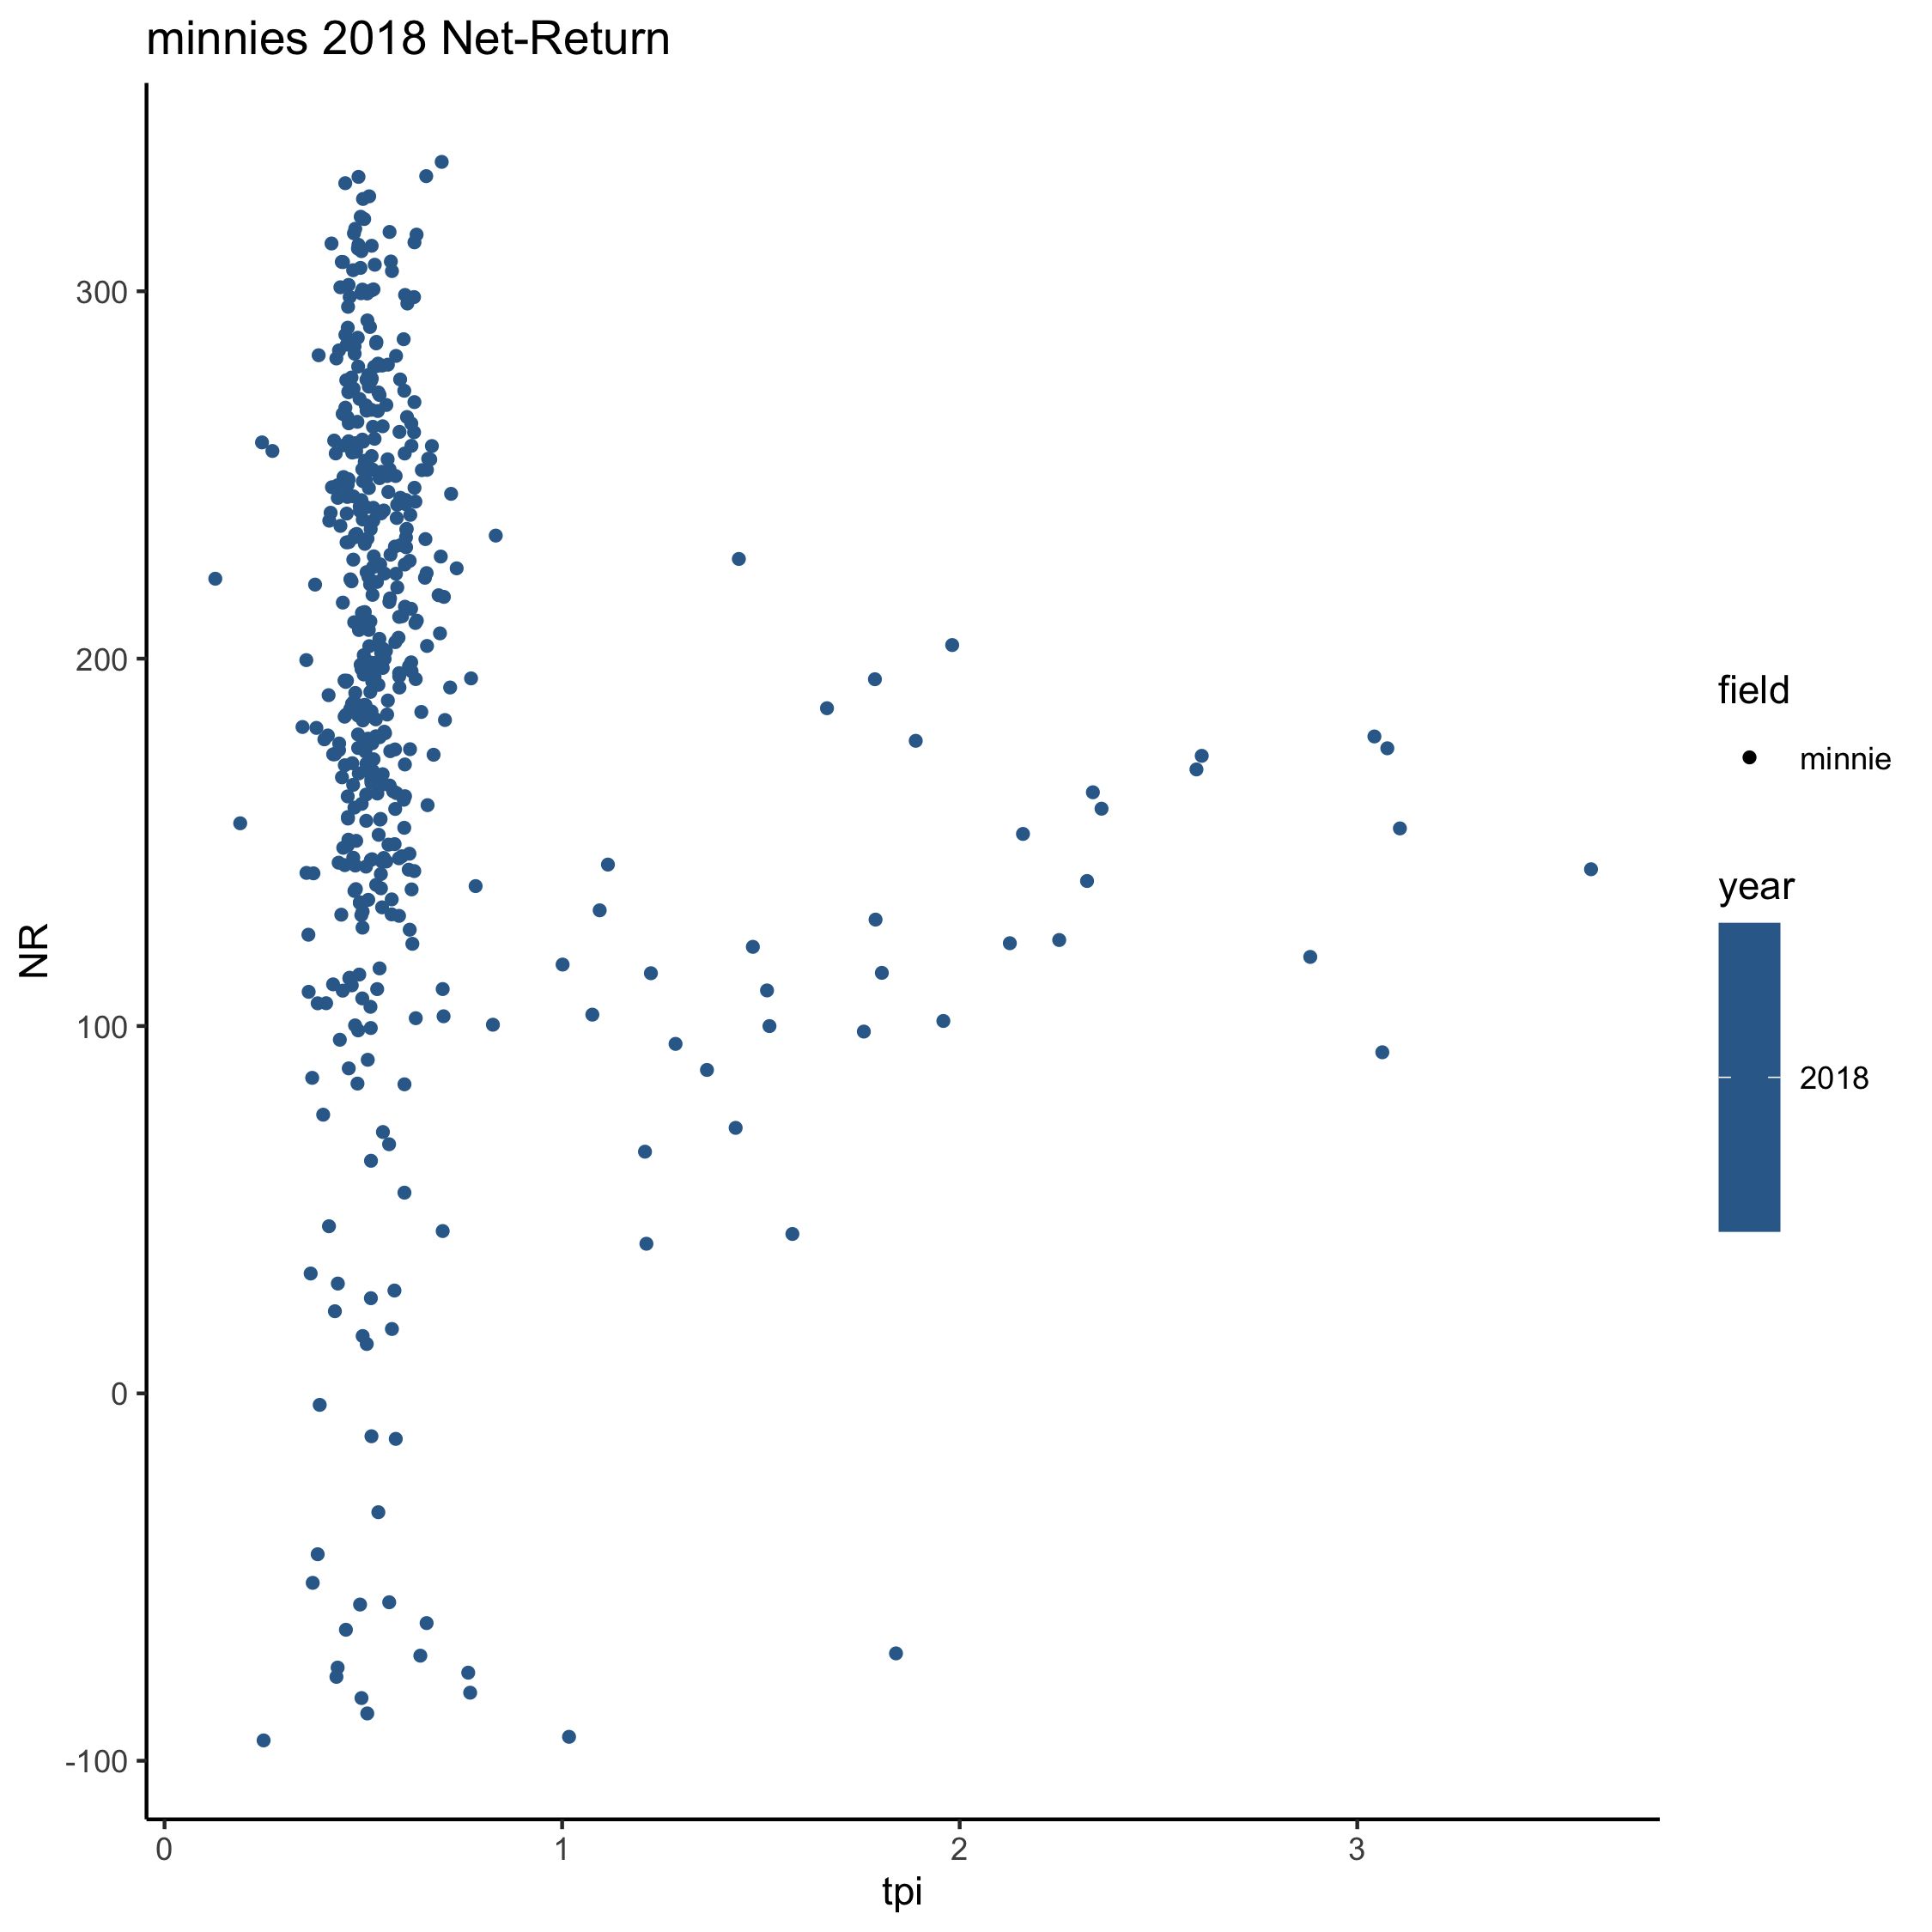 minnies 2018 Net-Return
300
200
100
0
-100
NR
0 1 2 3
tpi
field
minnie
year
2018